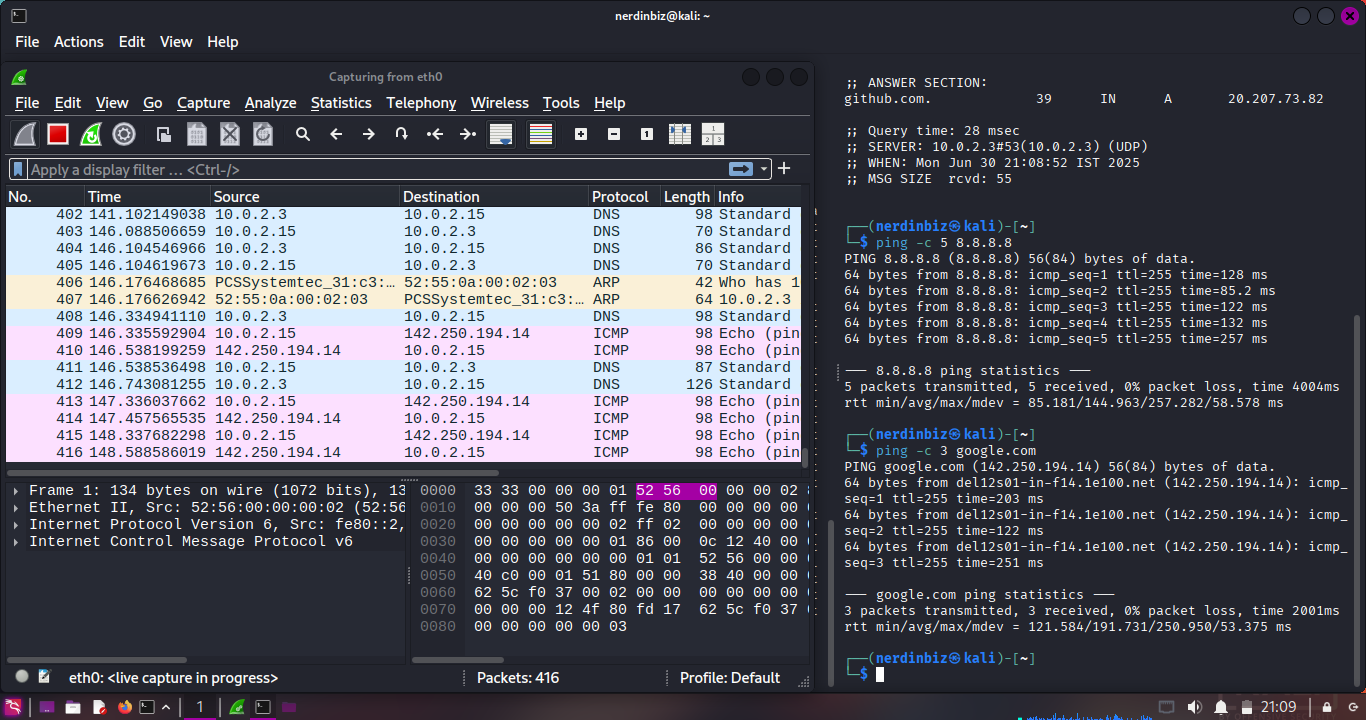 nerdinbiz@kali: ~
File Actions Edit View Help
Capturing from eth0
File Edit View Go Capture Analyze Statistics Telephony Wireless Tools Help
Apply a display filter … <Ctrl-/>
No. Time Source Destination Protocol Length Info
402 141.102149038 10.0.2.3 10.0.2.15 DNS 98 Standard
403 146.088506659 10.0.2.15 10.0.2.3 DNS 70 Standard
404 146.104546966 10.0.2.3 10.0.2.15 DNS 86 Standard
405 146.104619673 10.0.2.15 10.0.2.3 DNS 70 Standard
406 146.176468685 PCSSystemtec_31:c3:… 52:55:0a:00:02:03 ARP 42 Who has 1
407 146.176626942 52:55:0a:00:02:03 PCSSystemtec_31:c3:… ARP 64 10.0.2.3
408 146.334941110 10.0.2.3 10.0.2.15 DNS 98 Standard
409 146.335592904 10.0.2.15 142.250.194.14 ICMP 98 Echo (pin
410 146.538199259 142.250.194.14 10.0.2.15 ICMP 98 Echo (pin
411 146.538536498 10.0.2.15 10.0.2.3 DNS 87 Standard
412 146.743081255 10.0.2.3 10.0.2.15 DNS 126 Standard
413 147.336037662 10.0.2.15 142.250.194.14 ICMP 98 Echo (pin
414 147.457565535 142.250.194.14 10.0.2.15 ICMP 98 Echo (pin
415 148.337682298 10.0.2.15 142.250.194.14 ICMP 98 Echo (pin
416 148.588586019 142.250.194.14 10.0.2.15 ICMP 98 Echo (pin
Frame 1: 134 bytes on wire (1072 bits), 13
Ethernet II, Src: 52:56:00:00:00:02 (52:56
Internet Protocol Version 6, Src: fe80::2,
Internet Control Message Protocol v6
0000 33 33 00 00 00 01 52 56 00 00 00 02
0010 00 00 00 50 3a ff fe 80 00 00 00 00
0020 00 00 00 00 00 02 ff 02 00 00 00 00
0030 00 00 00 00 00 01 86 00 0c 12 40 00
0040 00 00 00 00 00 00 01 01 52 56 00 00
0050 40 c0 00 01 51 80 00 00 38 40 00 00
0060 62 5c f0 37 00 02 00 00 00 00 00 00
0070 00 00 00 12 4f 80 fd 17 62 5c f0 37
0080 00 00 00 00 00 03
eth0: <live capture in progress>
Packets: 416
Profile: Default
;; ANSWER SECTION:
github.com. 39 IN A 20.207.73.82
;; Query time: 28 msec
;; SERVER: 10.0.2.3#53(10.0.2.3) (UDP)
;; WHEN: Mon Jun 30 21:08:52 IST 2025
;; MSG SIZE rcvd: 55
┌──(nerdinbiz㉿kali)-[~]
└─$ ping -c 5 8.8.8.8
PING 8.8.8.8 (8.8.8.8) 56(84) bytes of data.
64 bytes from 8.8.8.8: icmp_seq=1 ttl=255 time=128 ms
64 bytes from 8.8.8.8: icmp_seq=2 ttl=255 time=85.2 ms
64 bytes from 8.8.8.8: icmp_seq=3 ttl=255 time=122 ms
64 bytes from 8.8.8.8: icmp_seq=4 ttl=255 time=132 ms
64 bytes from 8.8.8.8: icmp_seq=5 ttl=255 time=257 ms
--- 8.8.8.8 ping statistics ---
5 packets transmitted, 5 received, 0% packet loss, time 4004ms
rtt min/avg/max/mdev = 85.181/144.963/257.282/58.578 ms
┌──(nerdinbiz㉿kali)-[~]
└─$ ping -c 3 google.com
PING google.com (142.250.194.14) 56(84) bytes of data.
64 bytes from del12s01-in-f14.1e100.net (142.250.194.14): icmp_
seq=1 ttl=255 time=203 ms
64 bytes from del12s01-in-f14.1e100.net (142.250.194.14): icmp_
seq=2 ttl=255 time=122 ms
64 bytes from del12s01-in-f14.1e100.net (142.250.194.14): icmp_
seq=3 ttl=255 time=251 ms
--- google.com ping statistics ---
3 packets transmitted, 3 received, 0% packet loss, time 2001ms
rtt min/avg/max/mdev = 121.584/191.731/250.950/53.375 ms
┌──(nerdinbiz㉿kali)-[~]
└─$
1
21:09